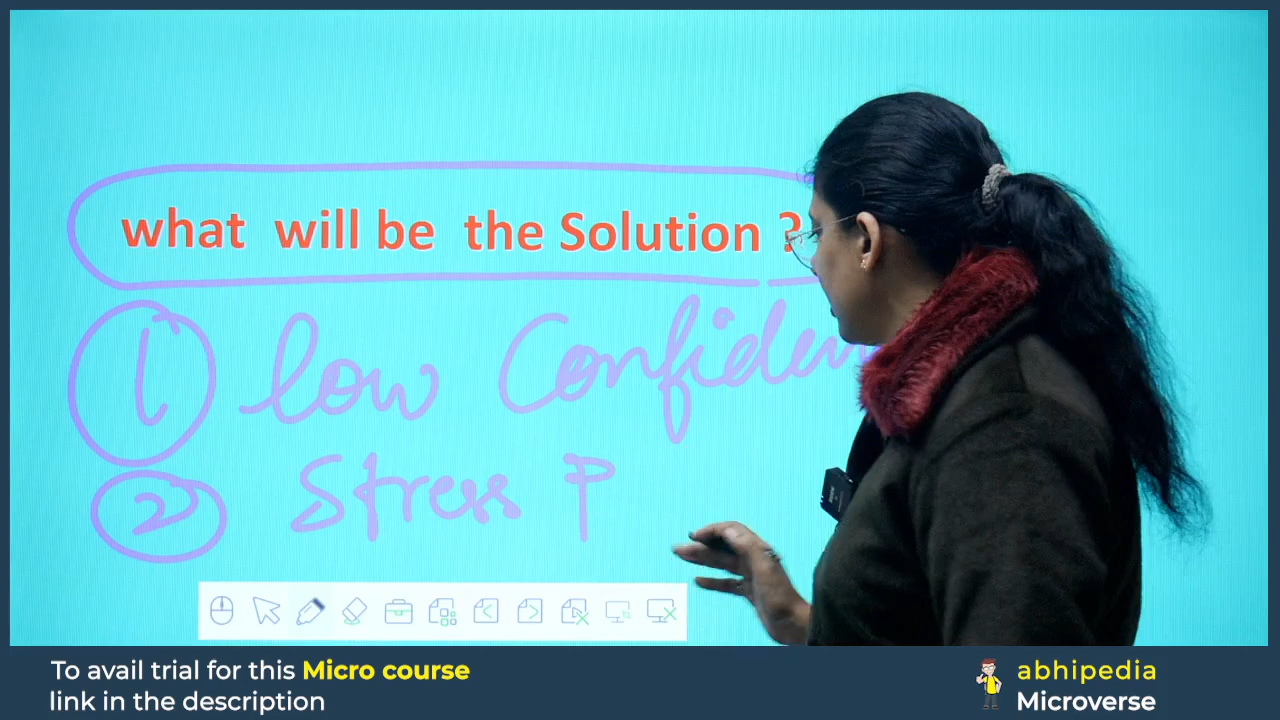 what will be the Solution ?
1 low Confiden
2 Stress P
To avail trial for this Micro course
link in the description
abhipedia
Microverse